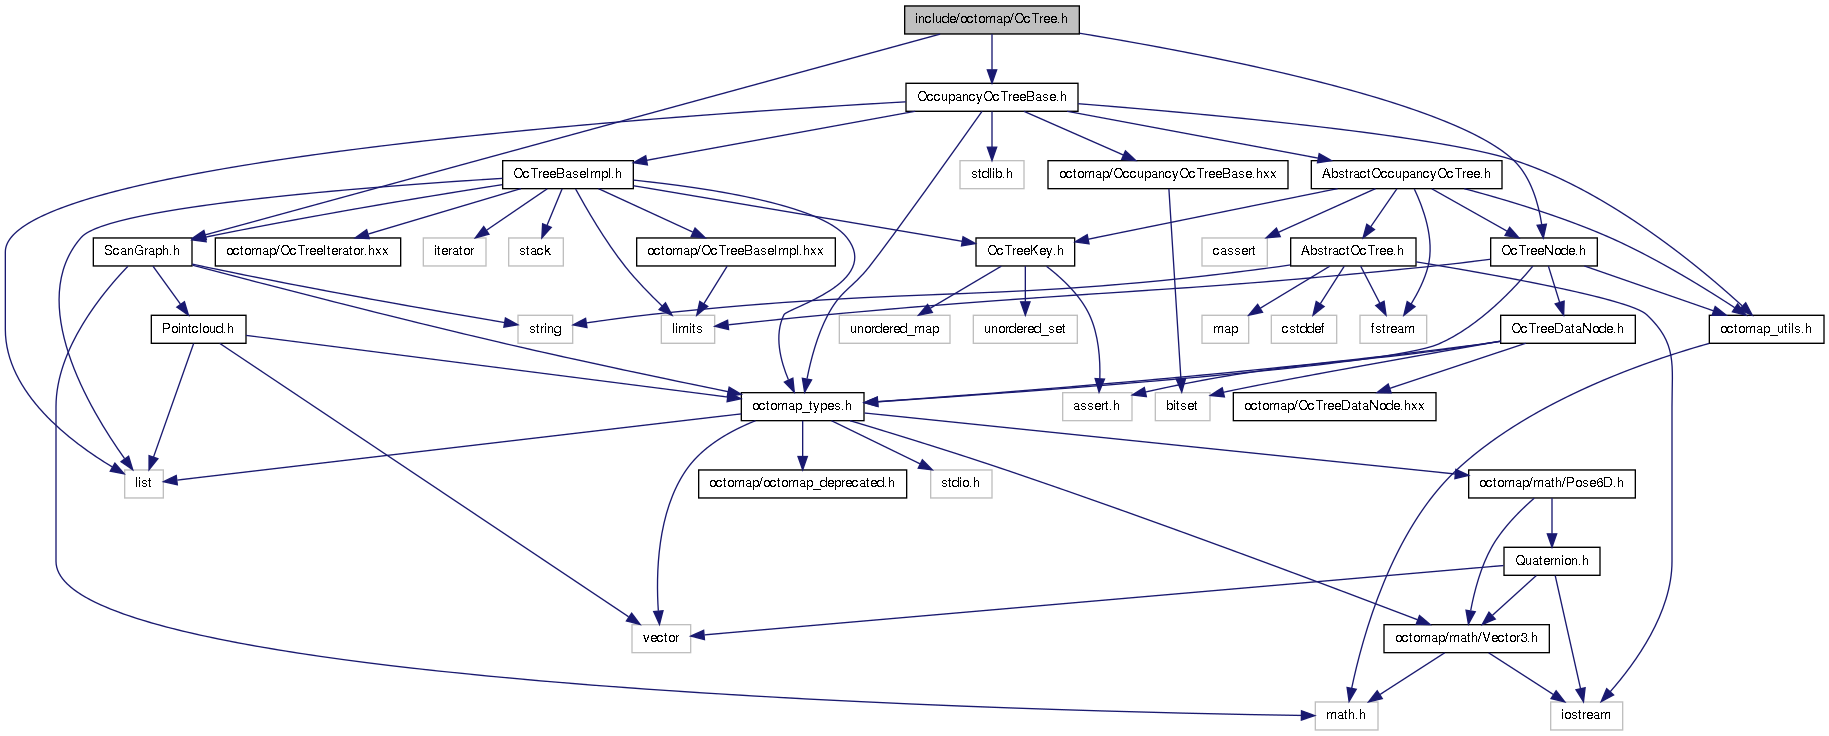 include/octomap/OcTree.h
OccupancyOcTreeBase.h
OcTreeBaseImpl.h
stdlib.h
octomap/OccupancyOcTreeBase.hxx
AbstractOccupancyOcTree.h
ScanGraph.h
octomap/OcTreeIterator.hxx
iterator
stack
octomap/OcTreeBaseImpl.hxx
OcTreeKey.h
cassert
AbstractOcTree.h
OcTreeNode.h
Pointcloud.h
string
limits
unordered_map
unordered_set
map
cstddef
fstream
OcTreeDataNode.h
octomap_utils.h
octomap_types.h
assert.h
bitset
octomap/OcTreeDataNode.hxx
list
octomap/octomap_deprecated.h
stdio.h
octomap/math/Pose6D.h
Quaternion.h
vector
octomap/math/Vector3.h
math.h
iostream